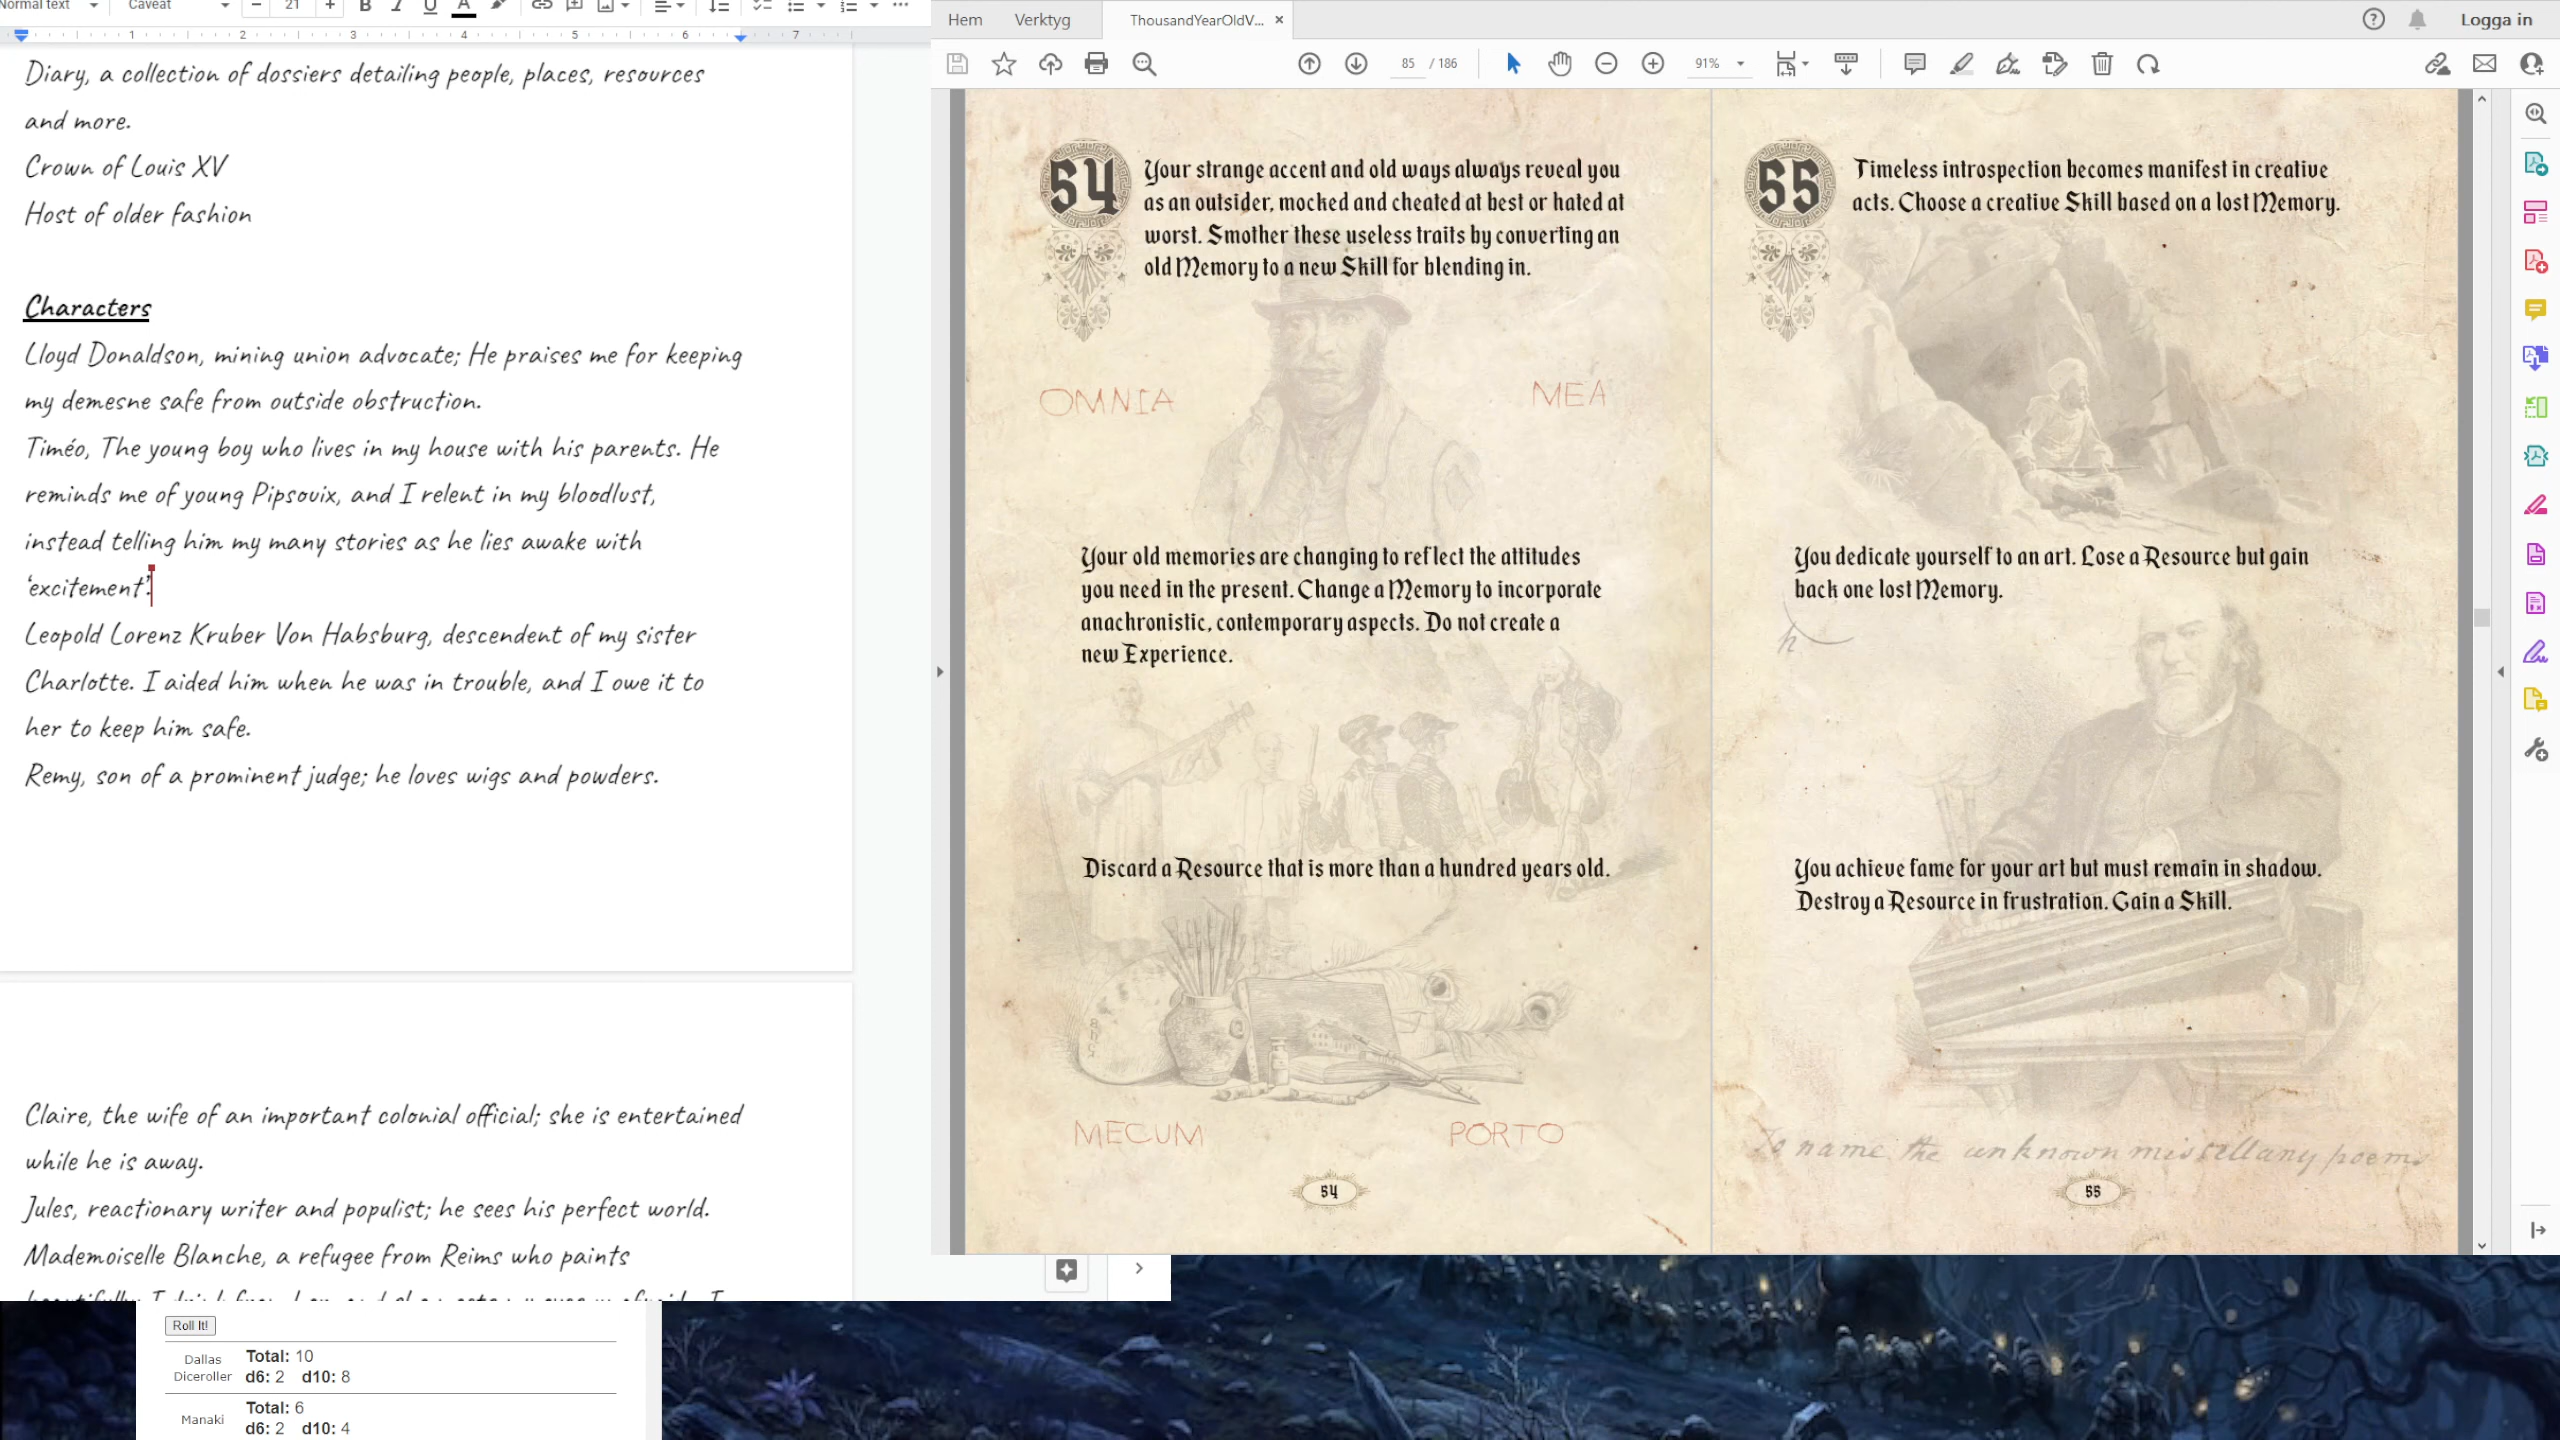 Normal text
Caveat
21
B I U A
1 2 3 4 5 6 7
Diary, a collection of dossiers detailing people, places, resources
and more.
Crown of Louis XV
Host of older fashion
Characters
Lloyd Donaldson, mining union advocate; He praises me for keeping
my demesne safe from outside obstruction.
Timéo, The young boy who lives in my house with his parents. He
reminds me of young Pipsouix, and I relent in my bloodlust,
instead telling him my many stories as he lies awake with
‘excitement’.
Leopold Lorenz Kruber Von Habsburg, descendent of my sister
Charlotte. I aided him when he was in trouble, and I owe it to
her to keep him safe.
Remy, son of a prominent judge; he loves wigs and powders.
Claire, the wife of an important colonial official; she is entertained
while he is away.
Jules, reactionary writer and populist; he sees his perfect world.
Mademoiselle Blanche, a refugee from Reims who paints
Roll It!
Dallas
Diceroller
Total: 10
d6: 2 d10: 8
Manaki
Total: 6
d6: 2 d10: 4
Hem
Verktyg
ThousandYearOldV...
Logga in
85 / 186
91%
54
Your strange accent and old ways always reveal you
as an outsider, mocked and cheated at best or hated at
worst. Smother these useless traits by converting an
old Memory to a new Skill for blending in.
OMNIA
MEA
Your old memories are changing to reflect the attitudes
you need in the present. Change a Memory to incorporate
anachronistic, contemporary aspects. Do not create a
new Experience.
Discard a Resource that is more than a hundred years old.
MECUM
PORTO
54
55
Timeless introspection becomes manifest in creative
acts. Choose a creative Skill based on a lost Memory.
You dedicate yourself to an art. Lose a Resource but gain
back one lost Memory.
You achieve fame for your art but must remain in shadow.
Destroy a Resource in frustration. Gain a Skill.
To name the unknown miscellany poems
55